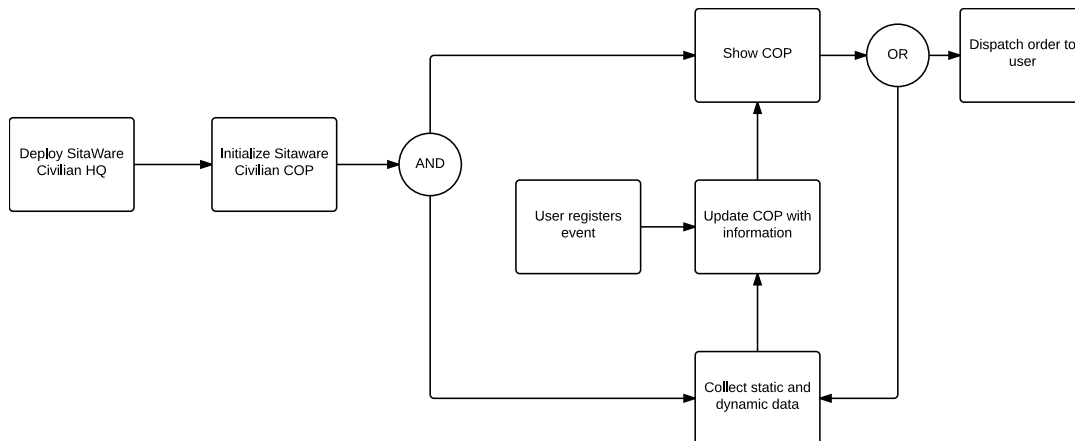 Show COP
OR
Dispatch order to
user
Deploy SitaWare
Civilian HQ
Initialize Sitaware
Civilian COP
AND
User registers
event
Update COP with
information
Collect static and
dynamic data